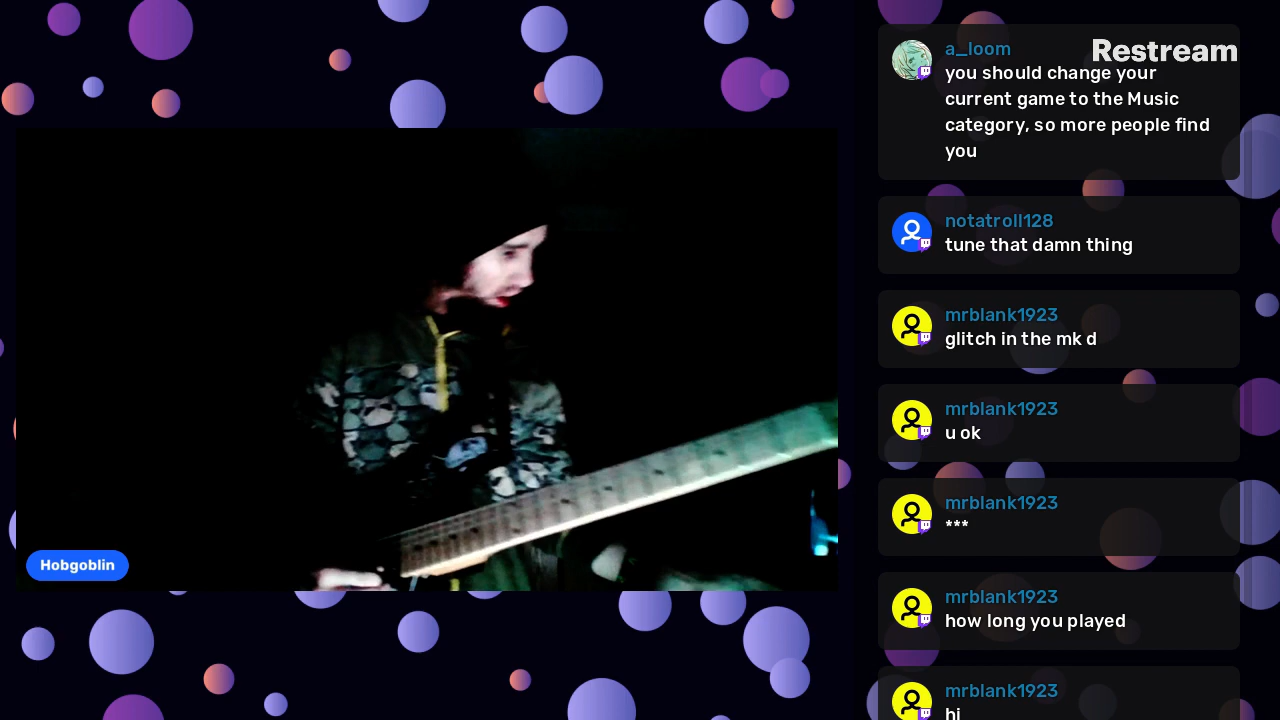 Restream
a_loom
you should change your
current game to the Music
category, so more people find
you
notatroll128
tune that damn thing
mrblank1923
glitch in the mk d
mrblank1923
u ok
mrblank1923
***
mrblank1923
how long you played
mrblank1923
hi
Hobgoblin